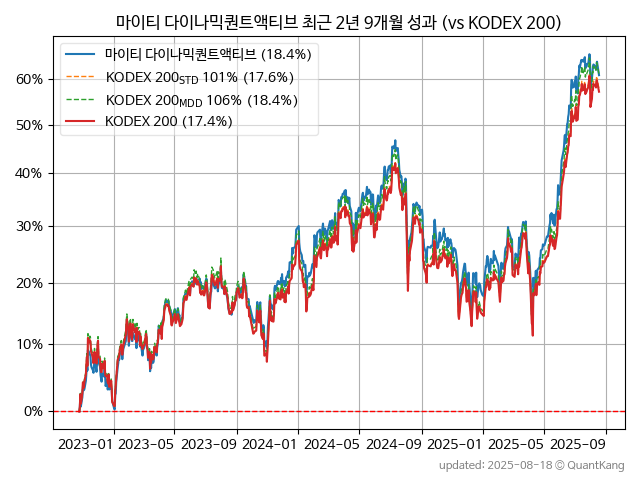 마이티 다이나믹퀀트액티브 최근 2년 9개월 성과 (vs KODEX 200)
마이티 다이나믹퀀트액티브 (18.4%)
KODEX 200STD 101% (17.6%)
KODEX 200MDD 106% (18.4%)
KODEX 200 (17.4%)
60%
50%
40%
30%
20%
10%
0%
2023-01 2023-05 2023-09 2024-01 2024-05 2024-09 2025-01 2025-05 2025-09
updated: 2025-08-18 © QuantKang